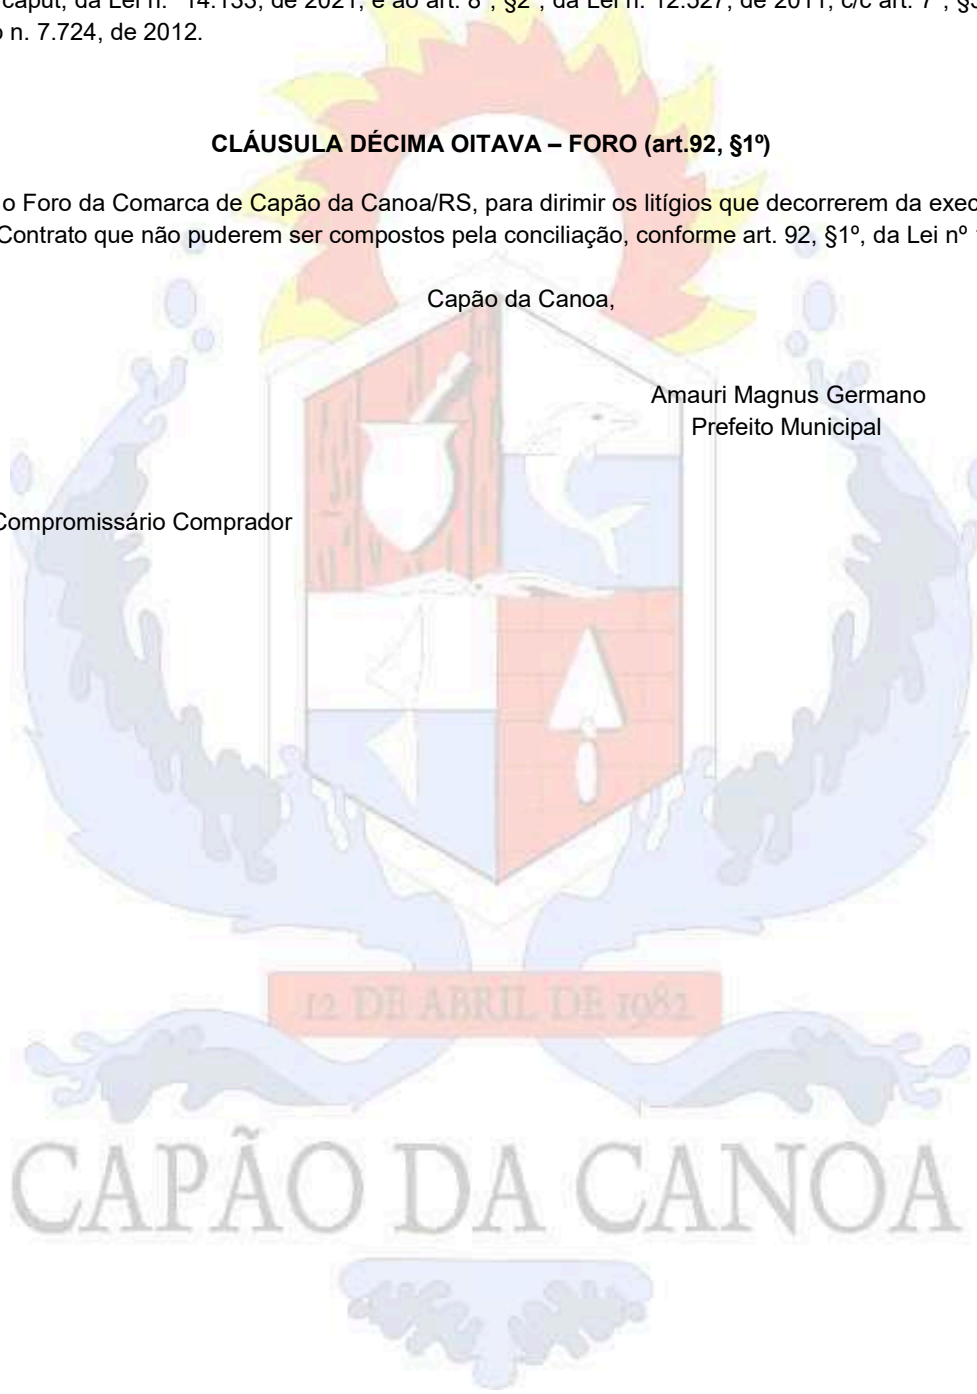 caput, da Lei n.º 14.133, de 2021, e ao art. 8º, §2º, da Lei n. 12.527, de 2011, c/c art. 7º,
n. 7.724, de 2012.
CLÁUSULA DÉCIMA OITAVA – FORO (art.92, §1º)
o Foro da Comarca de Capão da Canoa/RS, para dirimir os litígios que decorrerem da
Contrato que não puderem ser compostos pela conciliação, conforme art. 92, §1º, da Lei nº
Capão da Canoa,
Amauri Magnus Germano
Prefeito Municipal
Compromissário Comprador
12 DE ABRIL DE 1982
CAPÃO DA CANOA